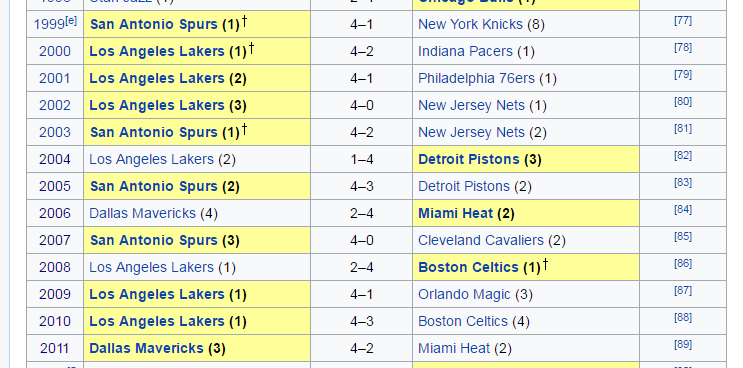 1999[e] San Antonio Spurs (1)† 4–1 New York Knicks (8) [77]
2000 Los Angeles Lakers (1)† 4–2 Indiana Pacers (1) [78]
2001 Los Angeles Lakers (2) 4–1 Philadelphia 76ers (1) [79]
2002 Los Angeles Lakers (3) 4–0 New Jersey Nets (1) [80]
2003 San Antonio Spurs (1)† 4–2 New Jersey Nets (2) [81]
2004 Los Angeles Lakers (2) 1–4 Detroit Pistons (3) [82]
2005 San Antonio Spurs (2) 4–3 Detroit Pistons (2) [83]
2006 Dallas Mavericks (4) 2–4 Miami Heat (2) [84]
2007 San Antonio Spurs (3) 4–0 Cleveland Cavaliers (2) [85]
2008 Los Angeles Lakers (1) 2–4 Boston Celtics (1)† [86]
2009 Los Angeles Lakers (1) 4–1 Orlando Magic (3) [87]
2010 Los Angeles Lakers (1) 4–3 Boston Celtics (4) [88]
2011 Dallas Mavericks (3) 4–2 Miami Heat (2) [89]